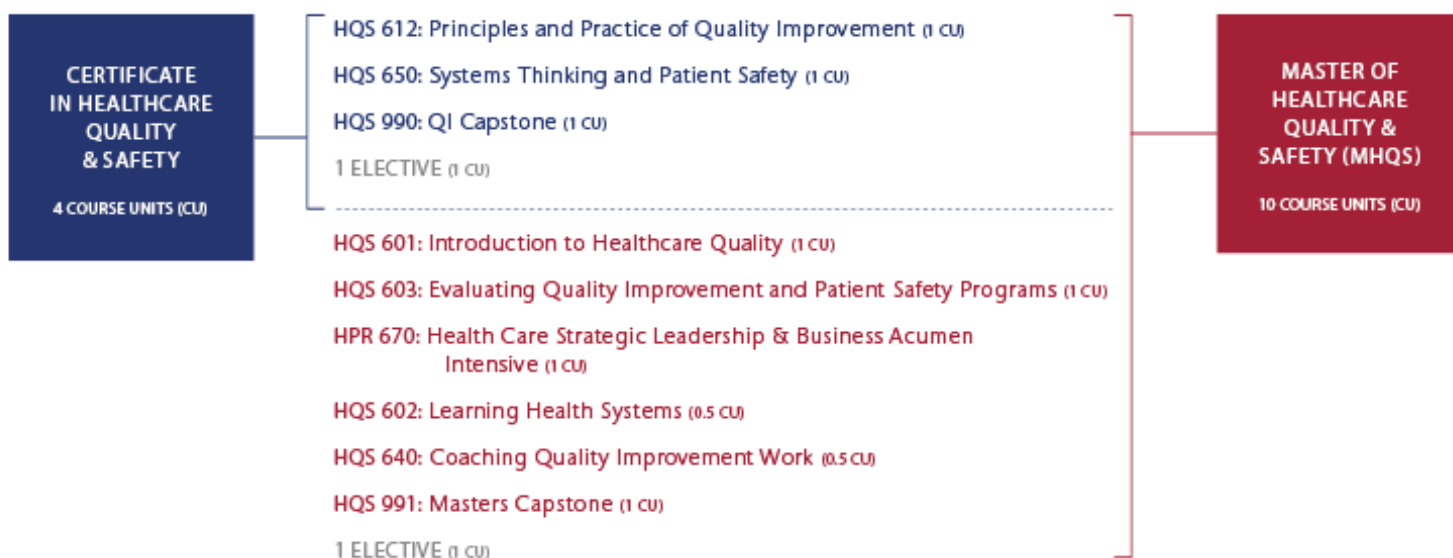 CERTIFICATE
IN HEALTHCARE
QUALITY
& SAFETY
4 COURSE UNITS (CU)
HQS 612: Principles and Practice of Quality Improvement (1 CU)
HQS 650: Systems Thinking and Patient Safety (1 CU)
HQS 990: QI Capstone (1 CU)
1 ELECTIVE (1 CU)
HQS 601: Introduction to Healthcare Quality (1 CU)
HQS 603: Evaluating Quality Improvement and Patient Safety Programs (1 CU)
HPR 670: Health Care Strategic Leadership & Business Acumen
Intensive (1 CU)
HQS 602: Learning Health Systems (0.5 CU)
HQS 640: Coaching Quality Improvement Work (0.5 CU)
HQS 991: Masters Capstone (1 CU)
1 ELECTIVE (1 CU)
MASTER OF
HEALTHCARE
QUALITY &
SAFETY (MHQS)
10 COURSE UNITS (CU)